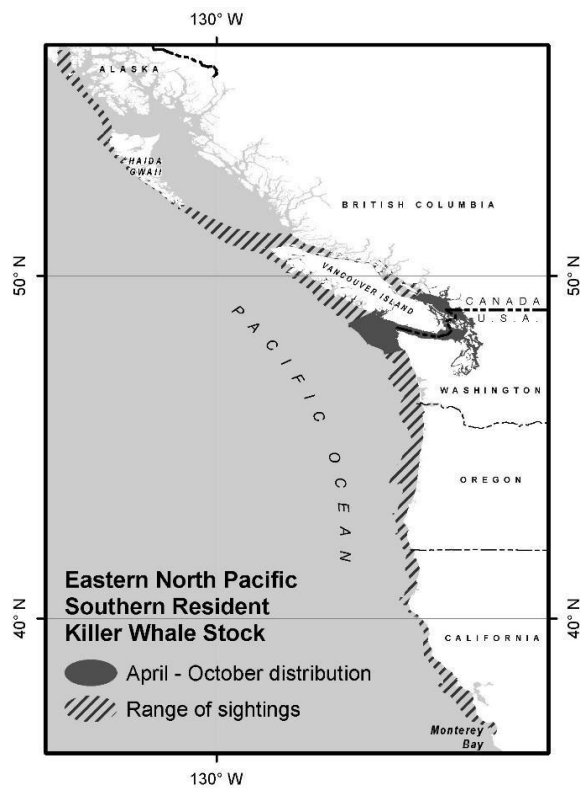 130° W
ALASKA
HAIDA
GWAII
BRITISH COLUMBIA
50° N
50° N
VANCOUVER ISLAND
CANADA
U.S.A.
PACIFIC OCEAN
WASHINGTON
OREGON
Eastern North Pacific
Southern Resident
Killer Whale Stock
40° N
40° N
CALIFORNIA
April - October distribution
Range of sightings
Monterey
Bay
130° W